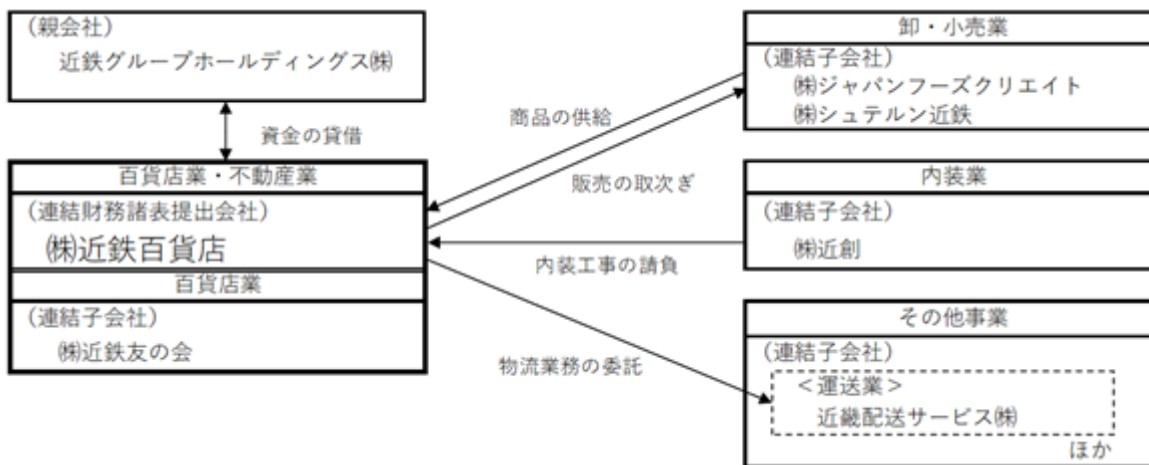 （親会社）
近鉄グループホールディングス㈱
資金の貸借
百貨店業・不動産業
（連結財務諸表提出会社）
㈱近鉄百貨店
百貨店業
（連結子会社）
㈱近鉄友の会
商品の供給
販売の取次ぎ
内装工事の請負
物流業務の委託
卸・小売業
（連結子会社）
㈱ジャパンフーズクリエイト
㈱シュテルン近鉄
内装業
（連結子会社）
㈱近創
その他事業
（連結子会社）
＜運送業＞
近畿配送サービス㈱
ほか